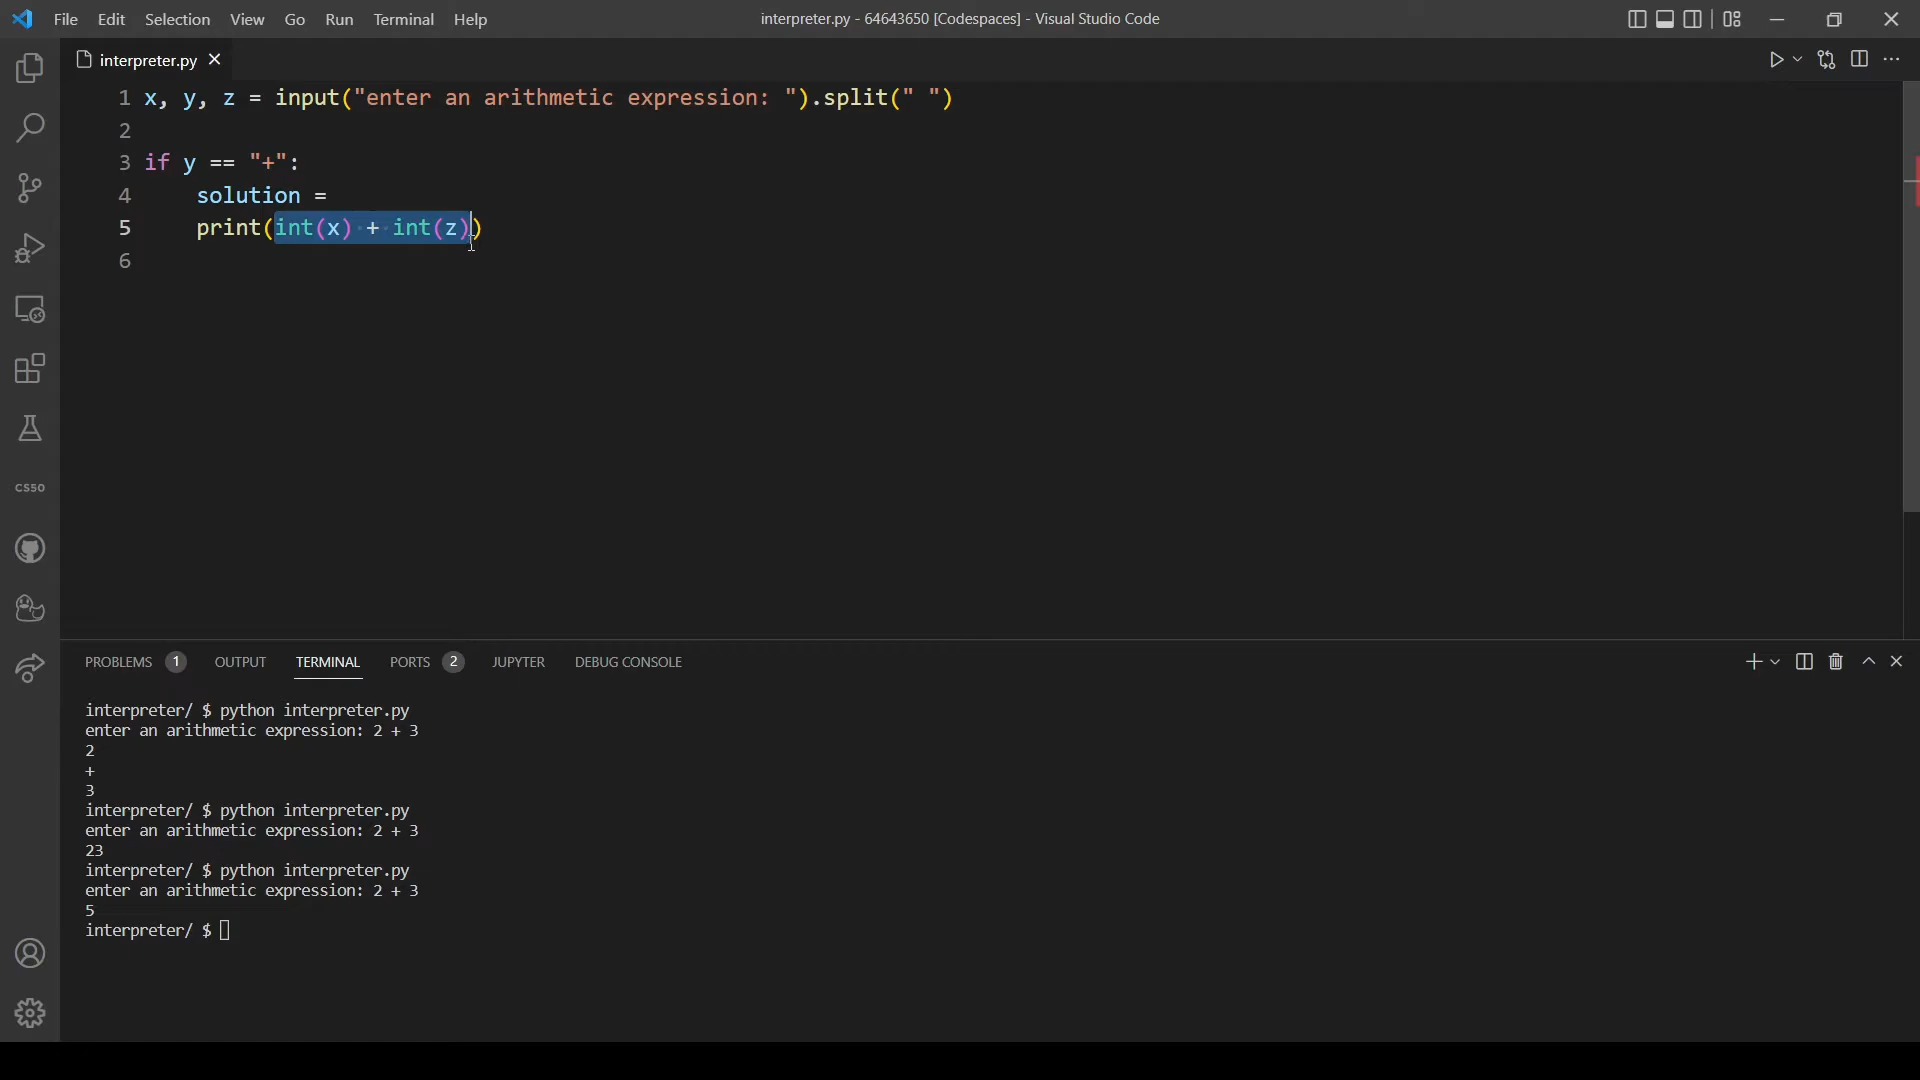 File Edit Selection View Go Run Terminal Help
interpreter.py - 64643650 [Codespaces] - Visual Studio Code
interpreter.py
1 x, y, z = input("enter an arithmetic expression: ").split(" ")
2
3 if y == "+":
4     solution =
5     print(int(x) + int(z))
6
CS50
PROBLEMS 1 OUTPUT TERMINAL PORTS 2 JUPYTER DEBUG CONSOLE
interpreter/ $ python interpreter.py
enter an arithmetic expression: 2 + 3
2
+
3
interpreter/ $ python interpreter.py
enter an arithmetic expression: 2 + 3
23
interpreter/ $ python interpreter.py
enter an arithmetic expression: 2 + 3
5
interpreter/ $